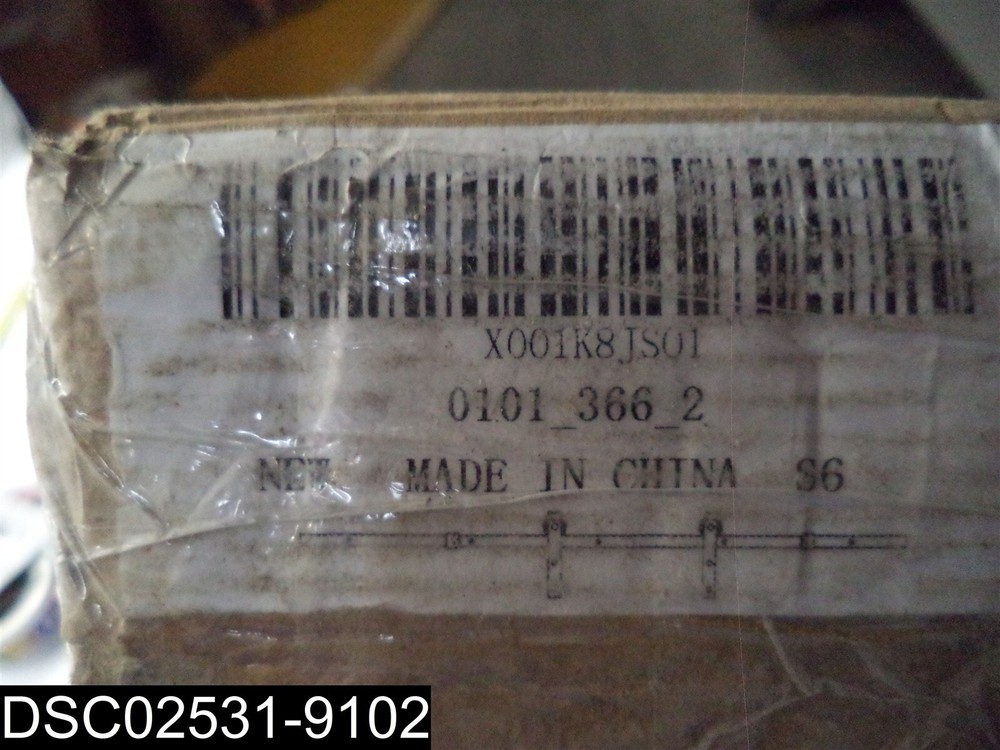 X001K8JS01
0101_366_2
NEW MADE IN CHINA S6
DSC02531-9102